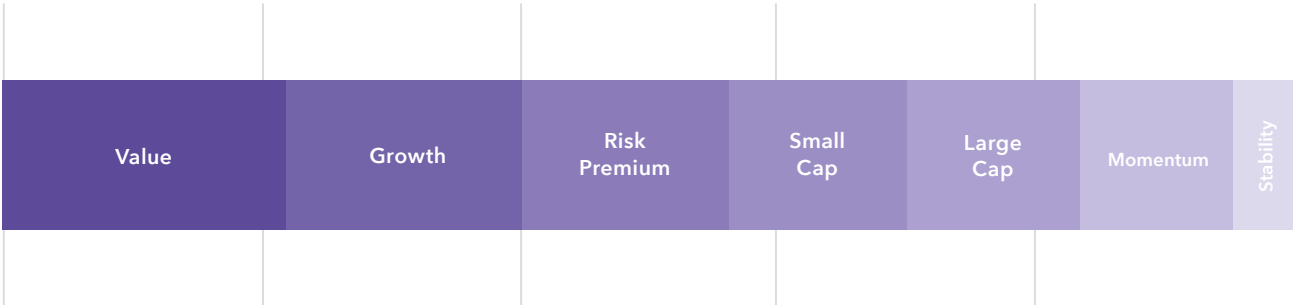 Value
Growth
Risk
Premium
Small
Cap
Large
Cap
Momentum
Stability